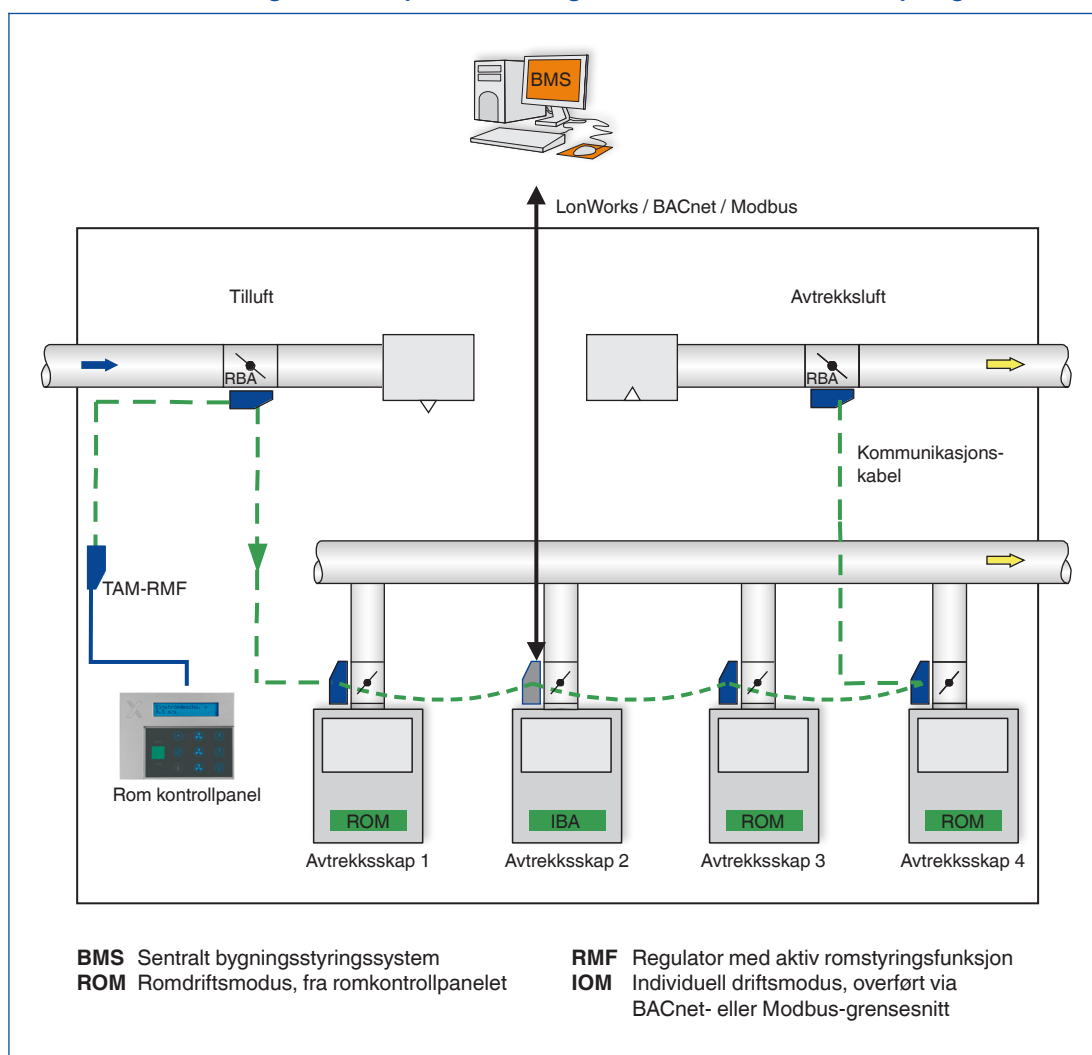 BMS
LonWorks / BACnet / Modbus
Tilluft
Avtrekksluft
RBA
RBA
Kommunikasjons-
kabel
TAM-RMF
Rom kontrollpanel
ROM
IBA
ROM
ROM
Avtrekksskap 1
Avtrekksskap 2
Avtrekksskap 3
Avtrekksskap 4
BMS Sentralt bygningsstyringssystem
ROM Romdriftsmodus, fra romkontrollpanelet
RMF Regulator med aktiv romstyringsfunksjon
IOM Individuell driftsmodus, overført via
BACnet- eller Modbus-grensesnitt